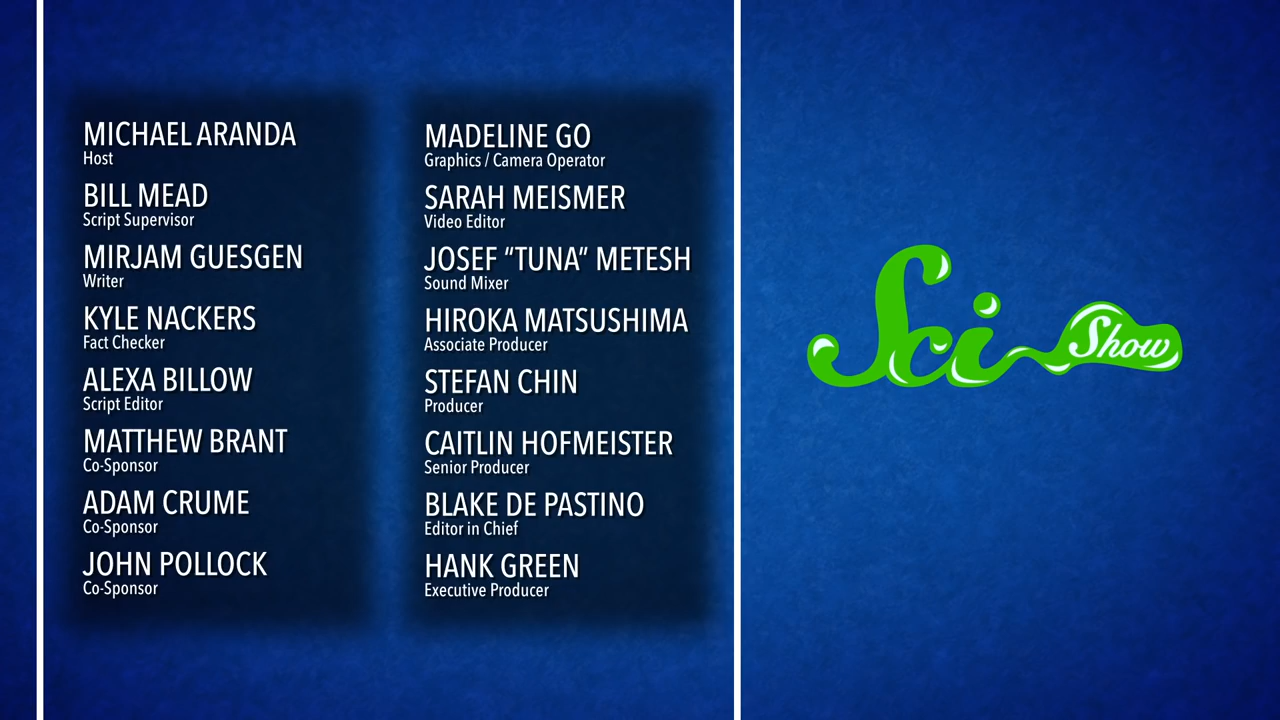 MICHAEL ARANDA
Host
BILL MEAD
Script Supervisor
MIRJAM GUESGEN
Writer
KYLE NACKERS
Fact Checker
ALEXA BILLOW
Script Editor
MATTHEW BRANT
Co-Sponsor
ADAM CRUME
Co-Sponsor
JOHN POLLOCK
Co-Sponsor
MADELINE GO
Graphics / Camera Operator
SARAH MEISMER
Video Editor
JOSEF “TUNA” METESH
Sound Mixer
HIROKA MATSUSHIMA
Associate Producer
STEFAN CHIN
Producer
CAITLIN HOFMEISTER
Senior Producer
BLAKE DE PASTINO
Editor in Chief
HANK GREEN
Executive Producer
Sci Show